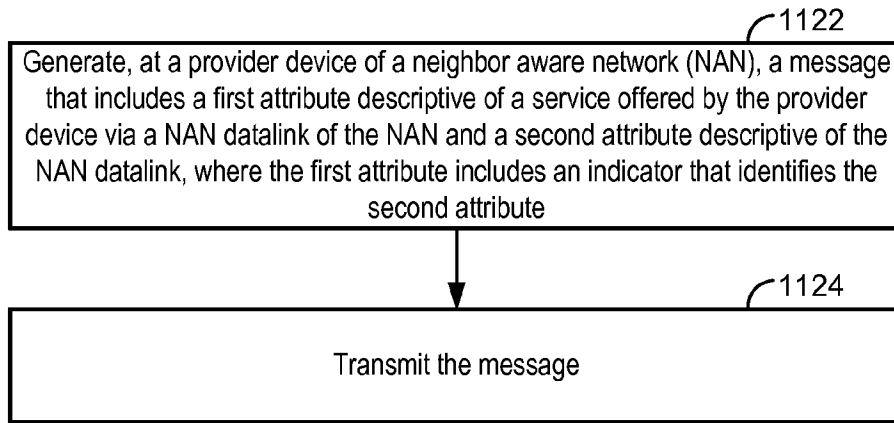 1122
Generate, at a provider device of a neighbor aware network (NAN), a message
that includes a first attribute descriptive of a service offered by the provider
device via a NAN datalink of the NAN and a second attribute descriptive of the
NAN datalink, where the first attribute includes an indicator that identifies the
second attribute
1124
Transmit the message